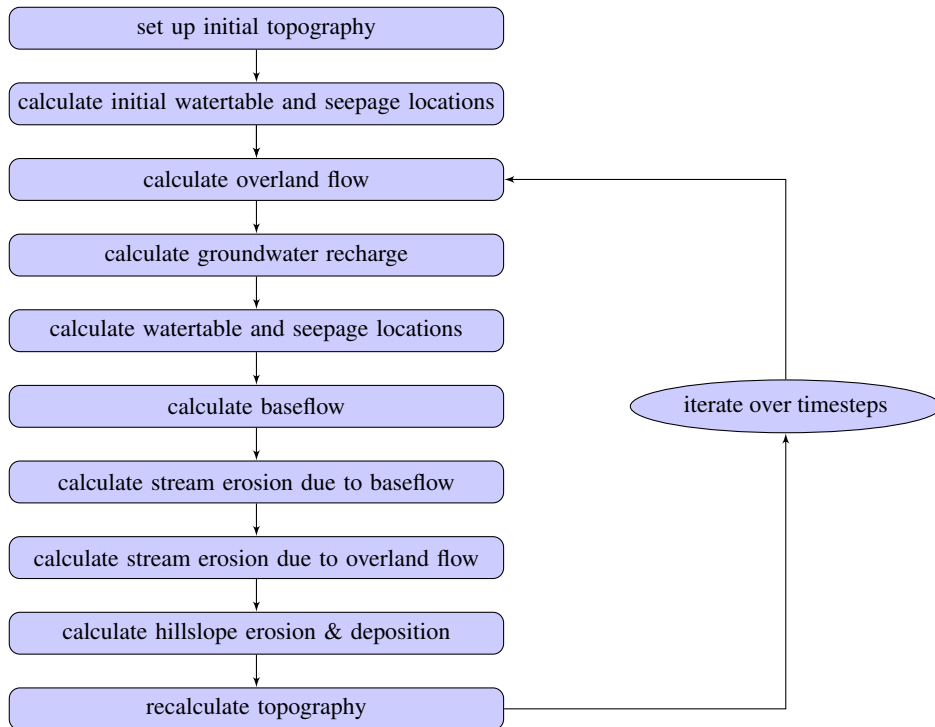 set up initial topography
calculate initial watertable and seepage locations
calculate overland flow
calculate groundwater recharge
calculate watertable and seepage locations
calculate baseflow
iterate over timesteps
calculate stream erosion due to baseflow
calculate stream erosion due to overland flow
calculate hillslope erosion & deposition
recalculate topography